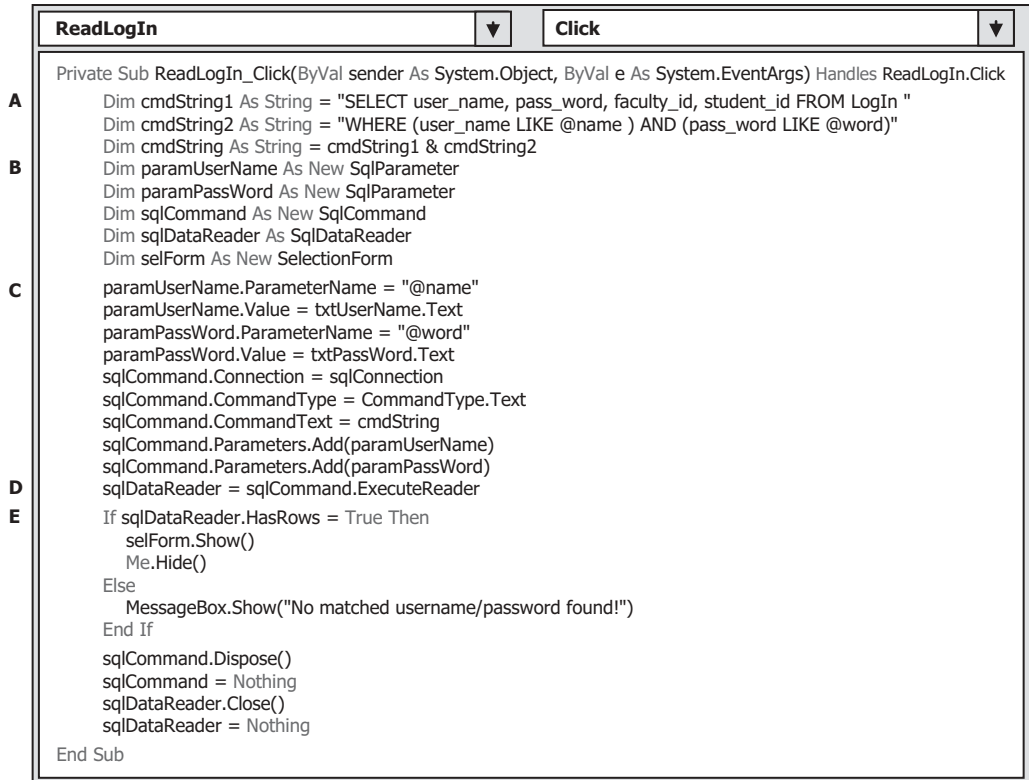 ReadLogIn Click
Private Sub ReadLogIn_Click(ByVal sender As System.Object, ByVal e As System.EventArgs) Handles ReadLogIn.Click
A Dim cmdString1 As String = "SELECT user_name, pass_word, faculty_id, student_id FROM LogIn "
Dim cmdString2 As String = "WHERE (user_name LIKE @name ) AND (pass_word LIKE @word)"
Dim cmdString As String = cmdString1 & cmdString2
B Dim paramUserName As New SqlParameter
Dim paramPassWord As New SqlParameter
Dim sqlCommand As New SqlCommand
Dim sqlDataReader As SqlDataReader
Dim selForm As New SelectionForm
C paramUserName.ParameterName = "@name"
paramUserName.Value = txtUserName.Text
paramPassWord.ParameterName = "@word"
paramPassWord.Value = txtPassWord.Text
sqlCommand.Connection = sqlConnection
sqlCommand.CommandType = CommandType.Text
sqlCommand.CommandText = cmdString
sqlCommand.Parameters.Add(paramUserName)
sqlCommand.Parameters.Add(paramPassWord)
D sqlDataReader = sqlCommand.ExecuteReader
E If sqlDataReader.HasRows = True Then
selForm.Show()
Me.Hide()
Else
MessageBox.Show("No matched username/password found!")
End If
sqlCommand.Dispose()
sqlCommand = Nothing
sqlDataReader.Close()
sqlDataReader = Nothing
End Sub